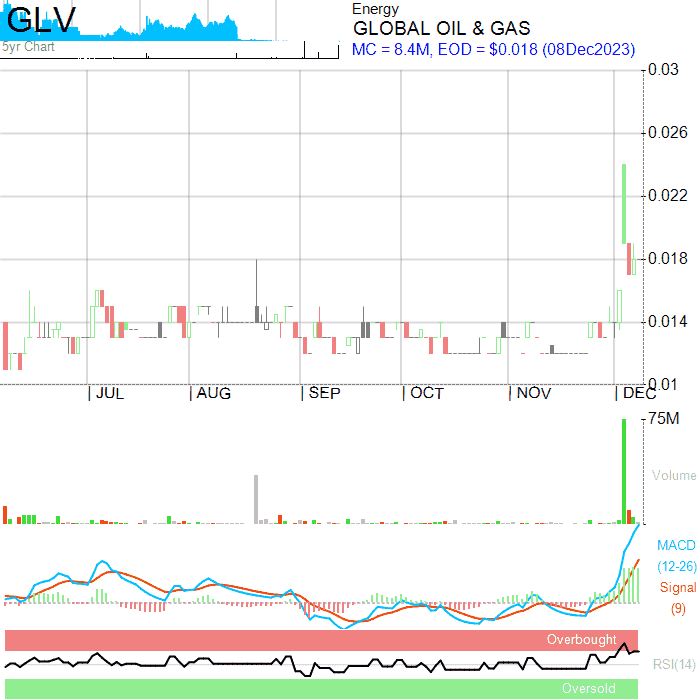 GLV
5yr Chart
Energy
GLOBAL OIL & GAS
MC = 8.4M, EOD = $0.018 (08Dec2023)
0.03
0.026
0.022
0.018
0.014
0.01
JUL AUG SEP OCT NOV DEC
75M
Volume
MACD
(12-26)
Signal
(9)
Overbought
RSI(14)
Oversold